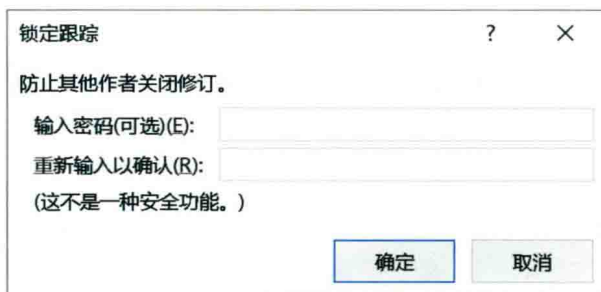 锁定跟踪 ? ×
防止其他作者关闭修订。
输入密码(可选)(E):
重新输入以确认(R):
(这不是一种安全功能。)
确定 取消